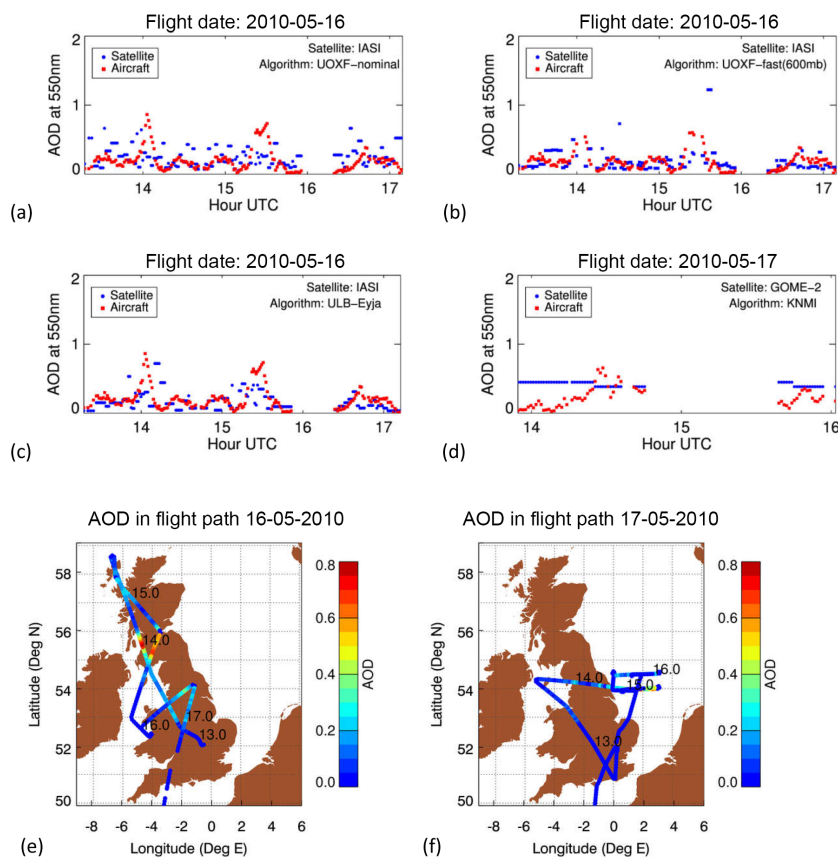 Flight date: 2010-05-16
2
Satellite
Aircraft
Satellite: IASI
Algorithm: UOXF-nominal
AOD at 550nm
1
0
14 15 16 17
Hour UTC
(a)
Flight date: 2010-05-16
2
Satellite
Aircraft
Satellite: IASI
Algorithm: UOXF-fast(600mb)
AOD at 550nm
1
0
14 15 16 17
Hour UTC
(b)
Flight date: 2010-05-16
2
Satellite
Aircraft
Satellite: IASI
Algorithm: ULB-Eyja
AOD at 550nm
1
0
14 15 16 17
Hour UTC
(c)
Flight date: 2010-05-17
2
Satellite
Aircraft
Satellite: GOME-2
Algorithm: KNMI
AOD at 550nm
1
0
14 15 16
Hour UTC
(d)
AOD in flight path 16-05-2010
58
56
54
52
50
Latitude (Deg N)
15.0
14.0
17.0
16.0
13.0
-8 -6 -4 -2 0 2 4 6
Longitude (Deg E)
0.8
0.6
0.4
0.2
0.0
AOD
(e)
AOD in flight path 17-05-2010
58
56
54
52
50
Latitude (Deg N)
16.0
14.0
15.0
13.0
-8 -6 -4 -2 0 2 4 6
Longitude (Deg E)
0.8
0.6
0.4
0.2
0.0
AOD
(f)